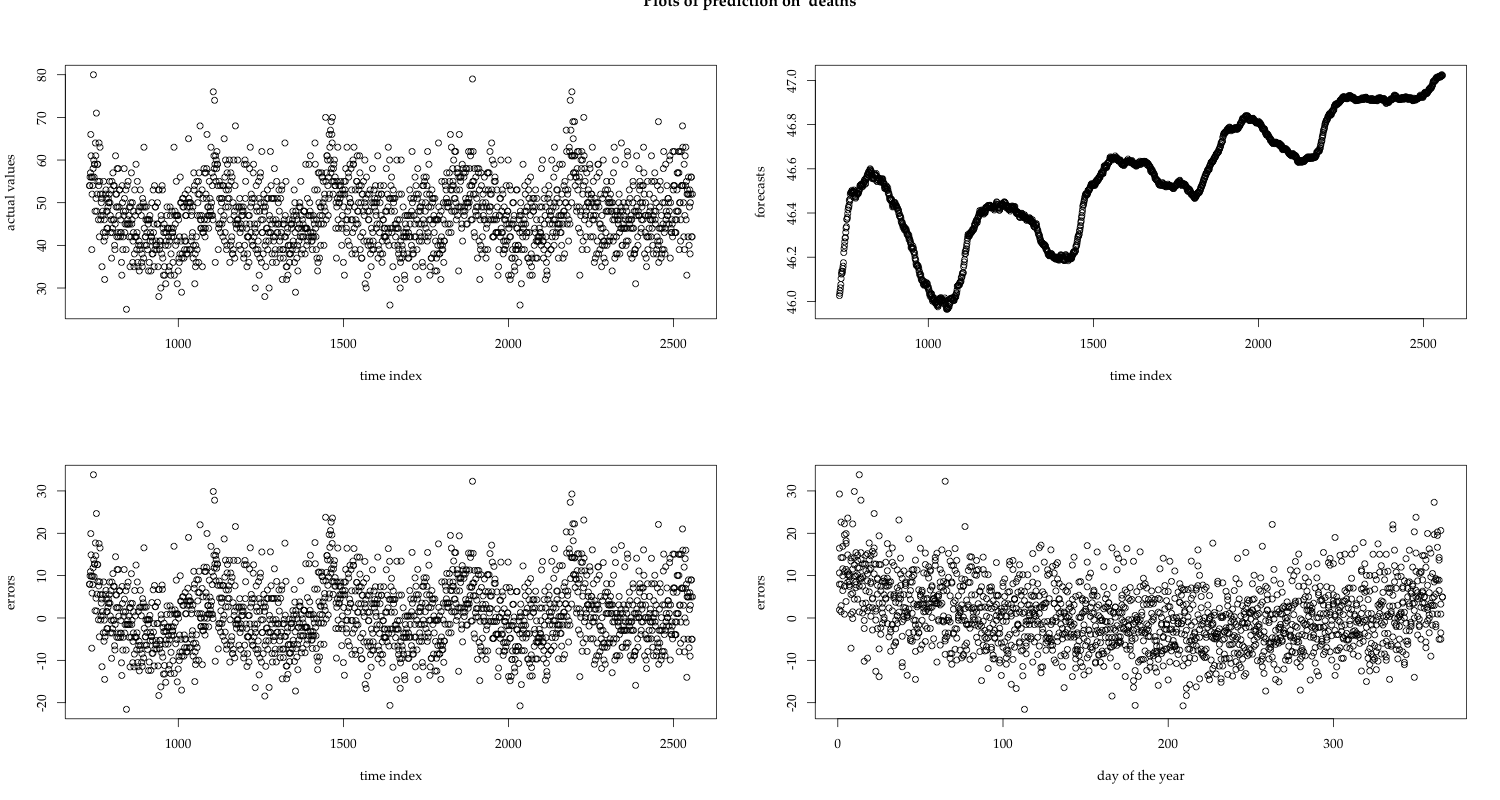 Plots of prediction on 'deaths'
actual values
80
70
60
50
40
30
1000 1500 2000 2500
time index
forecasts
47.0
46.8
46.6
46.4
46.2
46.0
1000 1500 2000 2500
time index
errors
30
20
10
0
-10
-20
1000 1500 2000 2500
time index
errors
30
20
10
0
-10
-20
0 100 200 300
day of the year